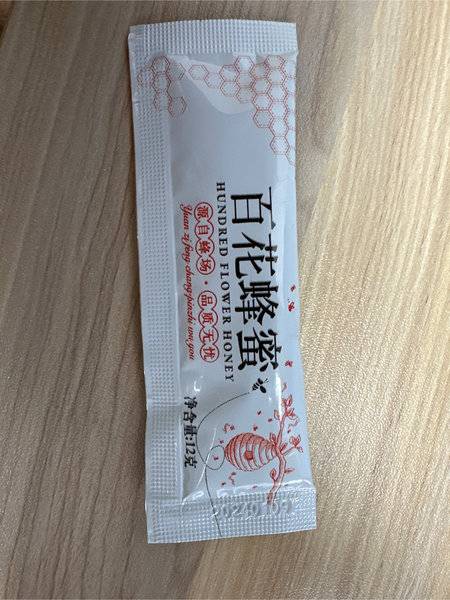 百花蜂蜜
HUNDRED FLOWER HONEY
源自蜂场·品质无忧
Yuan zi feng chang pinzhi wu you
净含量:12克